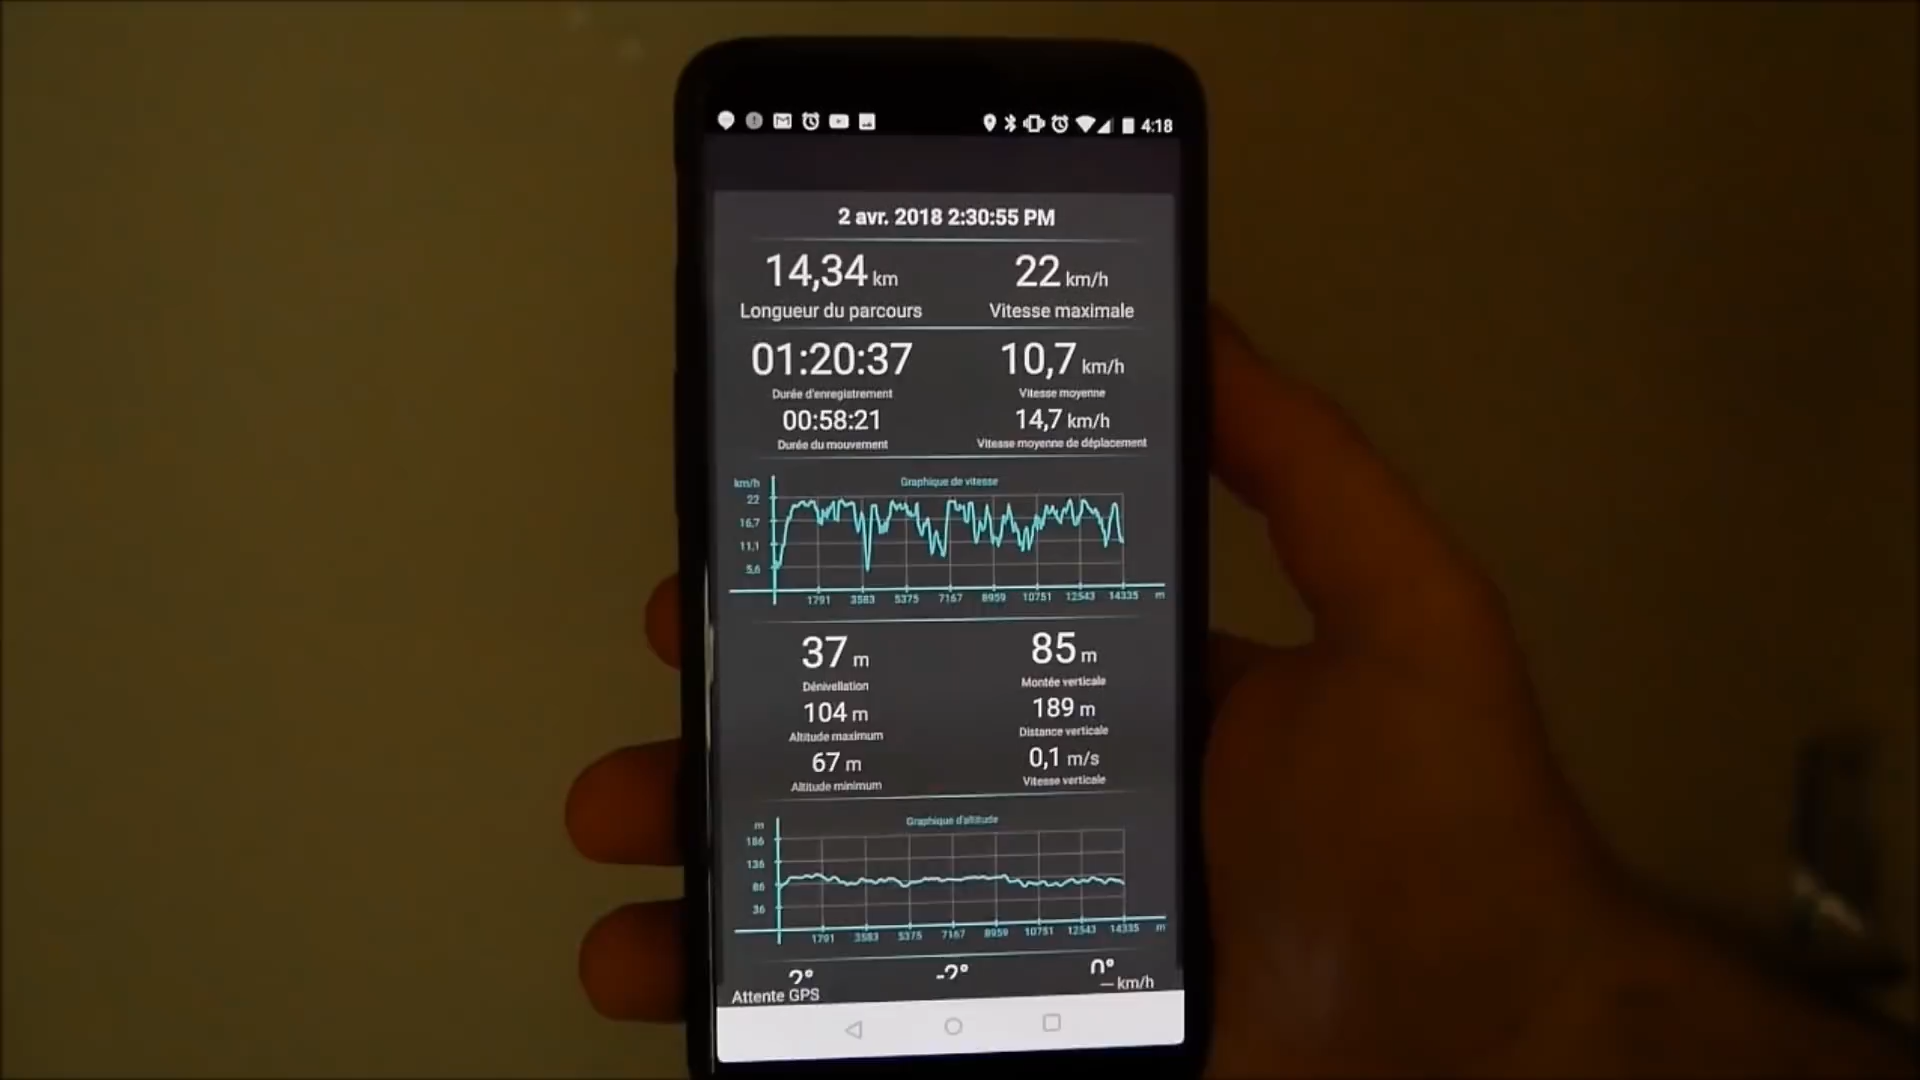 4:18
2 avr. 2018 2:30:55 PM
14,34 km 22 km/h
Longueur du parcours Vitesse maximale
01:20:37 10,7 km/h
Durée d'enregistrement Vitesse moyenne
00:58:21 14,7 km/h
Durée du mouvement Vitesse moyenne de déplacement
Graphique de vitesse
km/h
22
16,7
11,1
5,6
1791 3583 5375 7167 8959 10751 12543 14335 m
37 m 85 m
Dénivellation Montée verticale
104 m 189 m
Altitude maximum Distance verticale
67 m 0,1 m/s
Altitude minimum Vitesse verticale
Graphique d'altitude
m
186
136
86
36
1791 3583 5375 7167 8959 10751 12543 14335 m
2° -2° 0°
Attente GPS — km/h